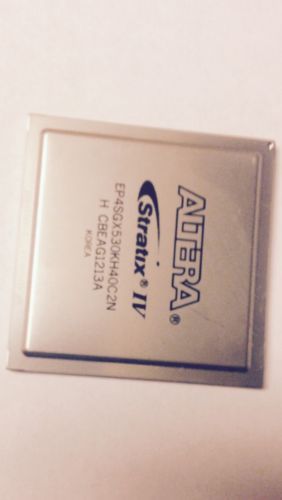 ALTERA®
Stratix® IV
EP4SGX530KH40C2N
H CBEAG1213A
KOREA